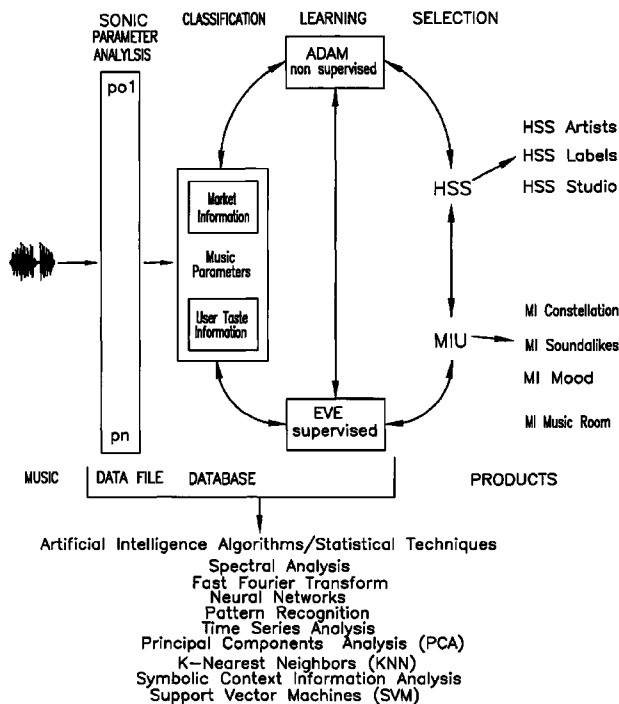 SONIC
PARAMETER
ANALYLSIS
CLASSIFICATION
LEARNING
SELECTION
po1
pn
ADAM
non supervised
Market
Information
Music
Parameters
User Taste
Information
EVE
supervised
HSS
HSS Artists
HSS Labels
HSS Studio
MIU
MI Constellation
MI Soundalikes
MI Mood
MI Music Room
MUSIC
DATA FILE
DATABASE
PRODUCTS
Artificial Intelligence Algorithms/Statistical Techniques
Spectral Analysis
Fast Fourier Transform
Neural Networks
Pattern Recognition
Time Series Analysis
Principal Components Analysis (PCA)
K-Nearest Neighbors (KNN)
Symbolic Context Information Analysis
Support Vector Machines (SVM)